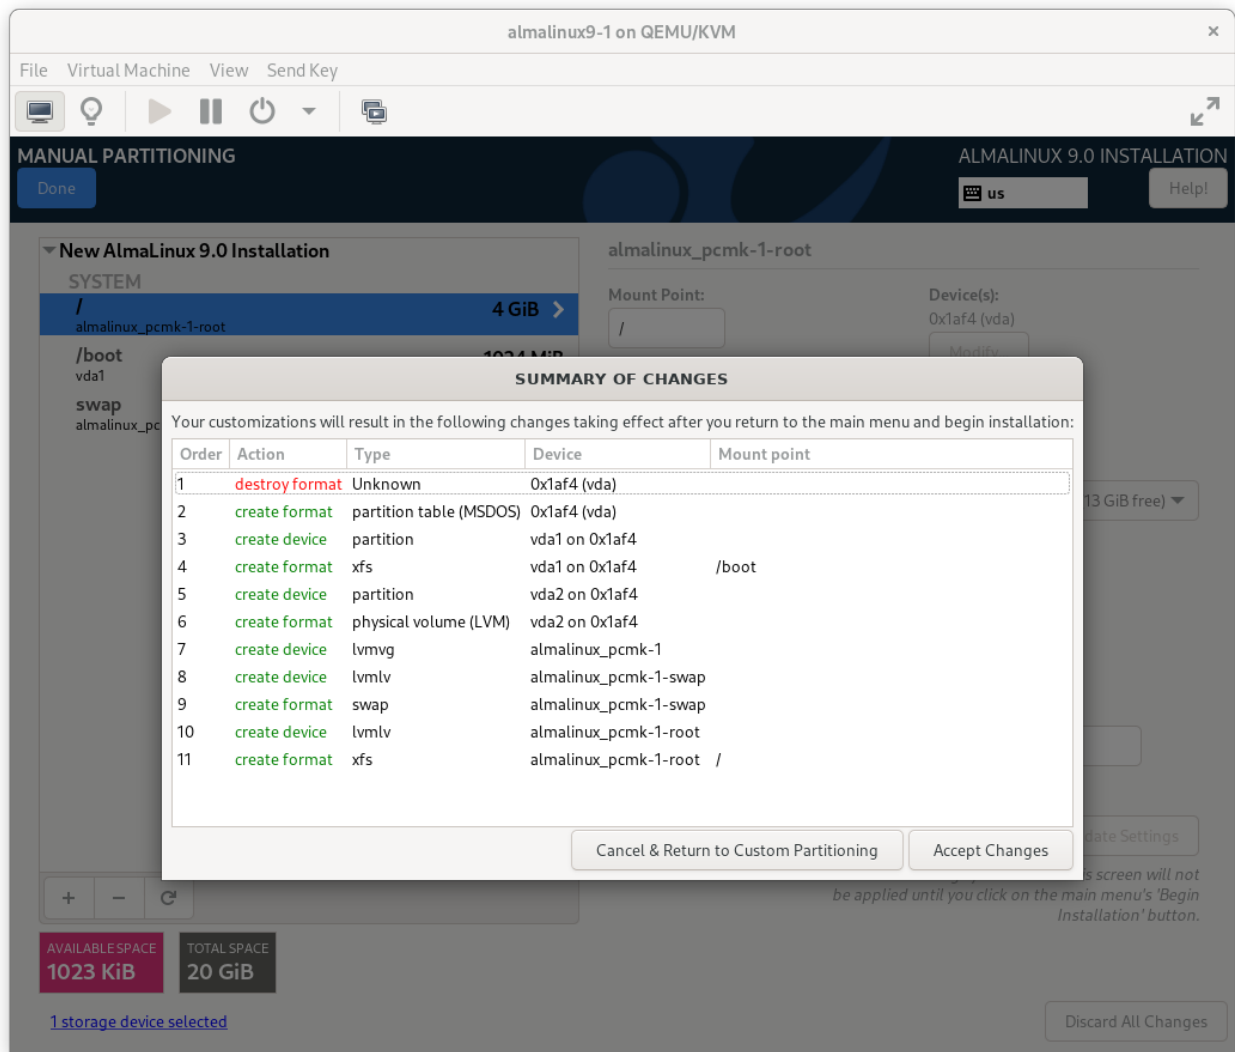 almalinux9-1 on QEMU/KVM
File Virtual Machine View Send Key
MANUAL PARTITIONING
ALMALINUX 9.0 INSTALLATION
Done
us
Help!
New AlmaLinux 9.0 Installation
SYSTEM
/
4 GiB
almalinux_pcmk-1-root
/boot
1024 MiB
vda1
swap
almalinux_pc
almalinux_pcmk-1-root
Mount Point:
Device(s):
/
0x1af4 (vda)
Modify...
13 GiB free)
SUMMARY OF CHANGES
Your customizations will result in the following changes taking effect after you return to the main menu and begin installation:
Order Action Type Device Mount point
1 destroy format Unknown 0x1af4 (vda)
2 create format partition table (MSDOS) 0x1af4 (vda)
3 create device partition vda1 on 0x1af4
4 create format xfs vda1 on 0x1af4 /boot
5 create device partition vda2 on 0x1af4
6 create format physical volume (LVM) vda2 on 0x1af4
7 create device lvmvg almalinux_pcmk-1
8 create device lvmlv almalinux_pcmk-1-swap
9 create format swap almalinux_pcmk-1-swap
10 create device lvmlv almalinux_pcmk-1-root
11 create format xfs almalinux_pcmk-1-root /
Cancel & Return to Custom Partitioning
Accept Changes
date Settings
s screen will not
be applied until you click on the main menu's 'Begin
Installation' button.
AVAILABLE SPACE
1023 KiB
TOTAL SPACE
20 GiB
1 storage device selected
Discard All Changes